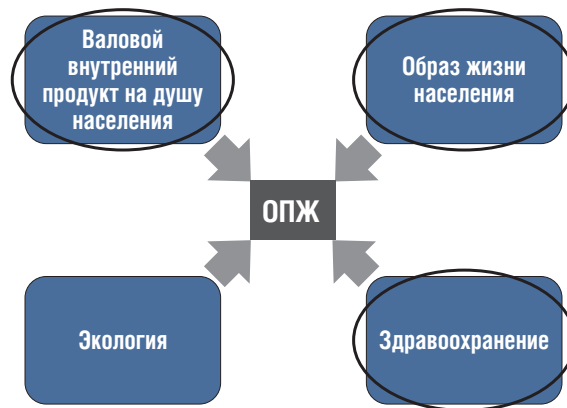 Валовой
внутренний
продукт на душу
населения
Образ жизни
населения
ОПЖ
Экология
Здравоохранение